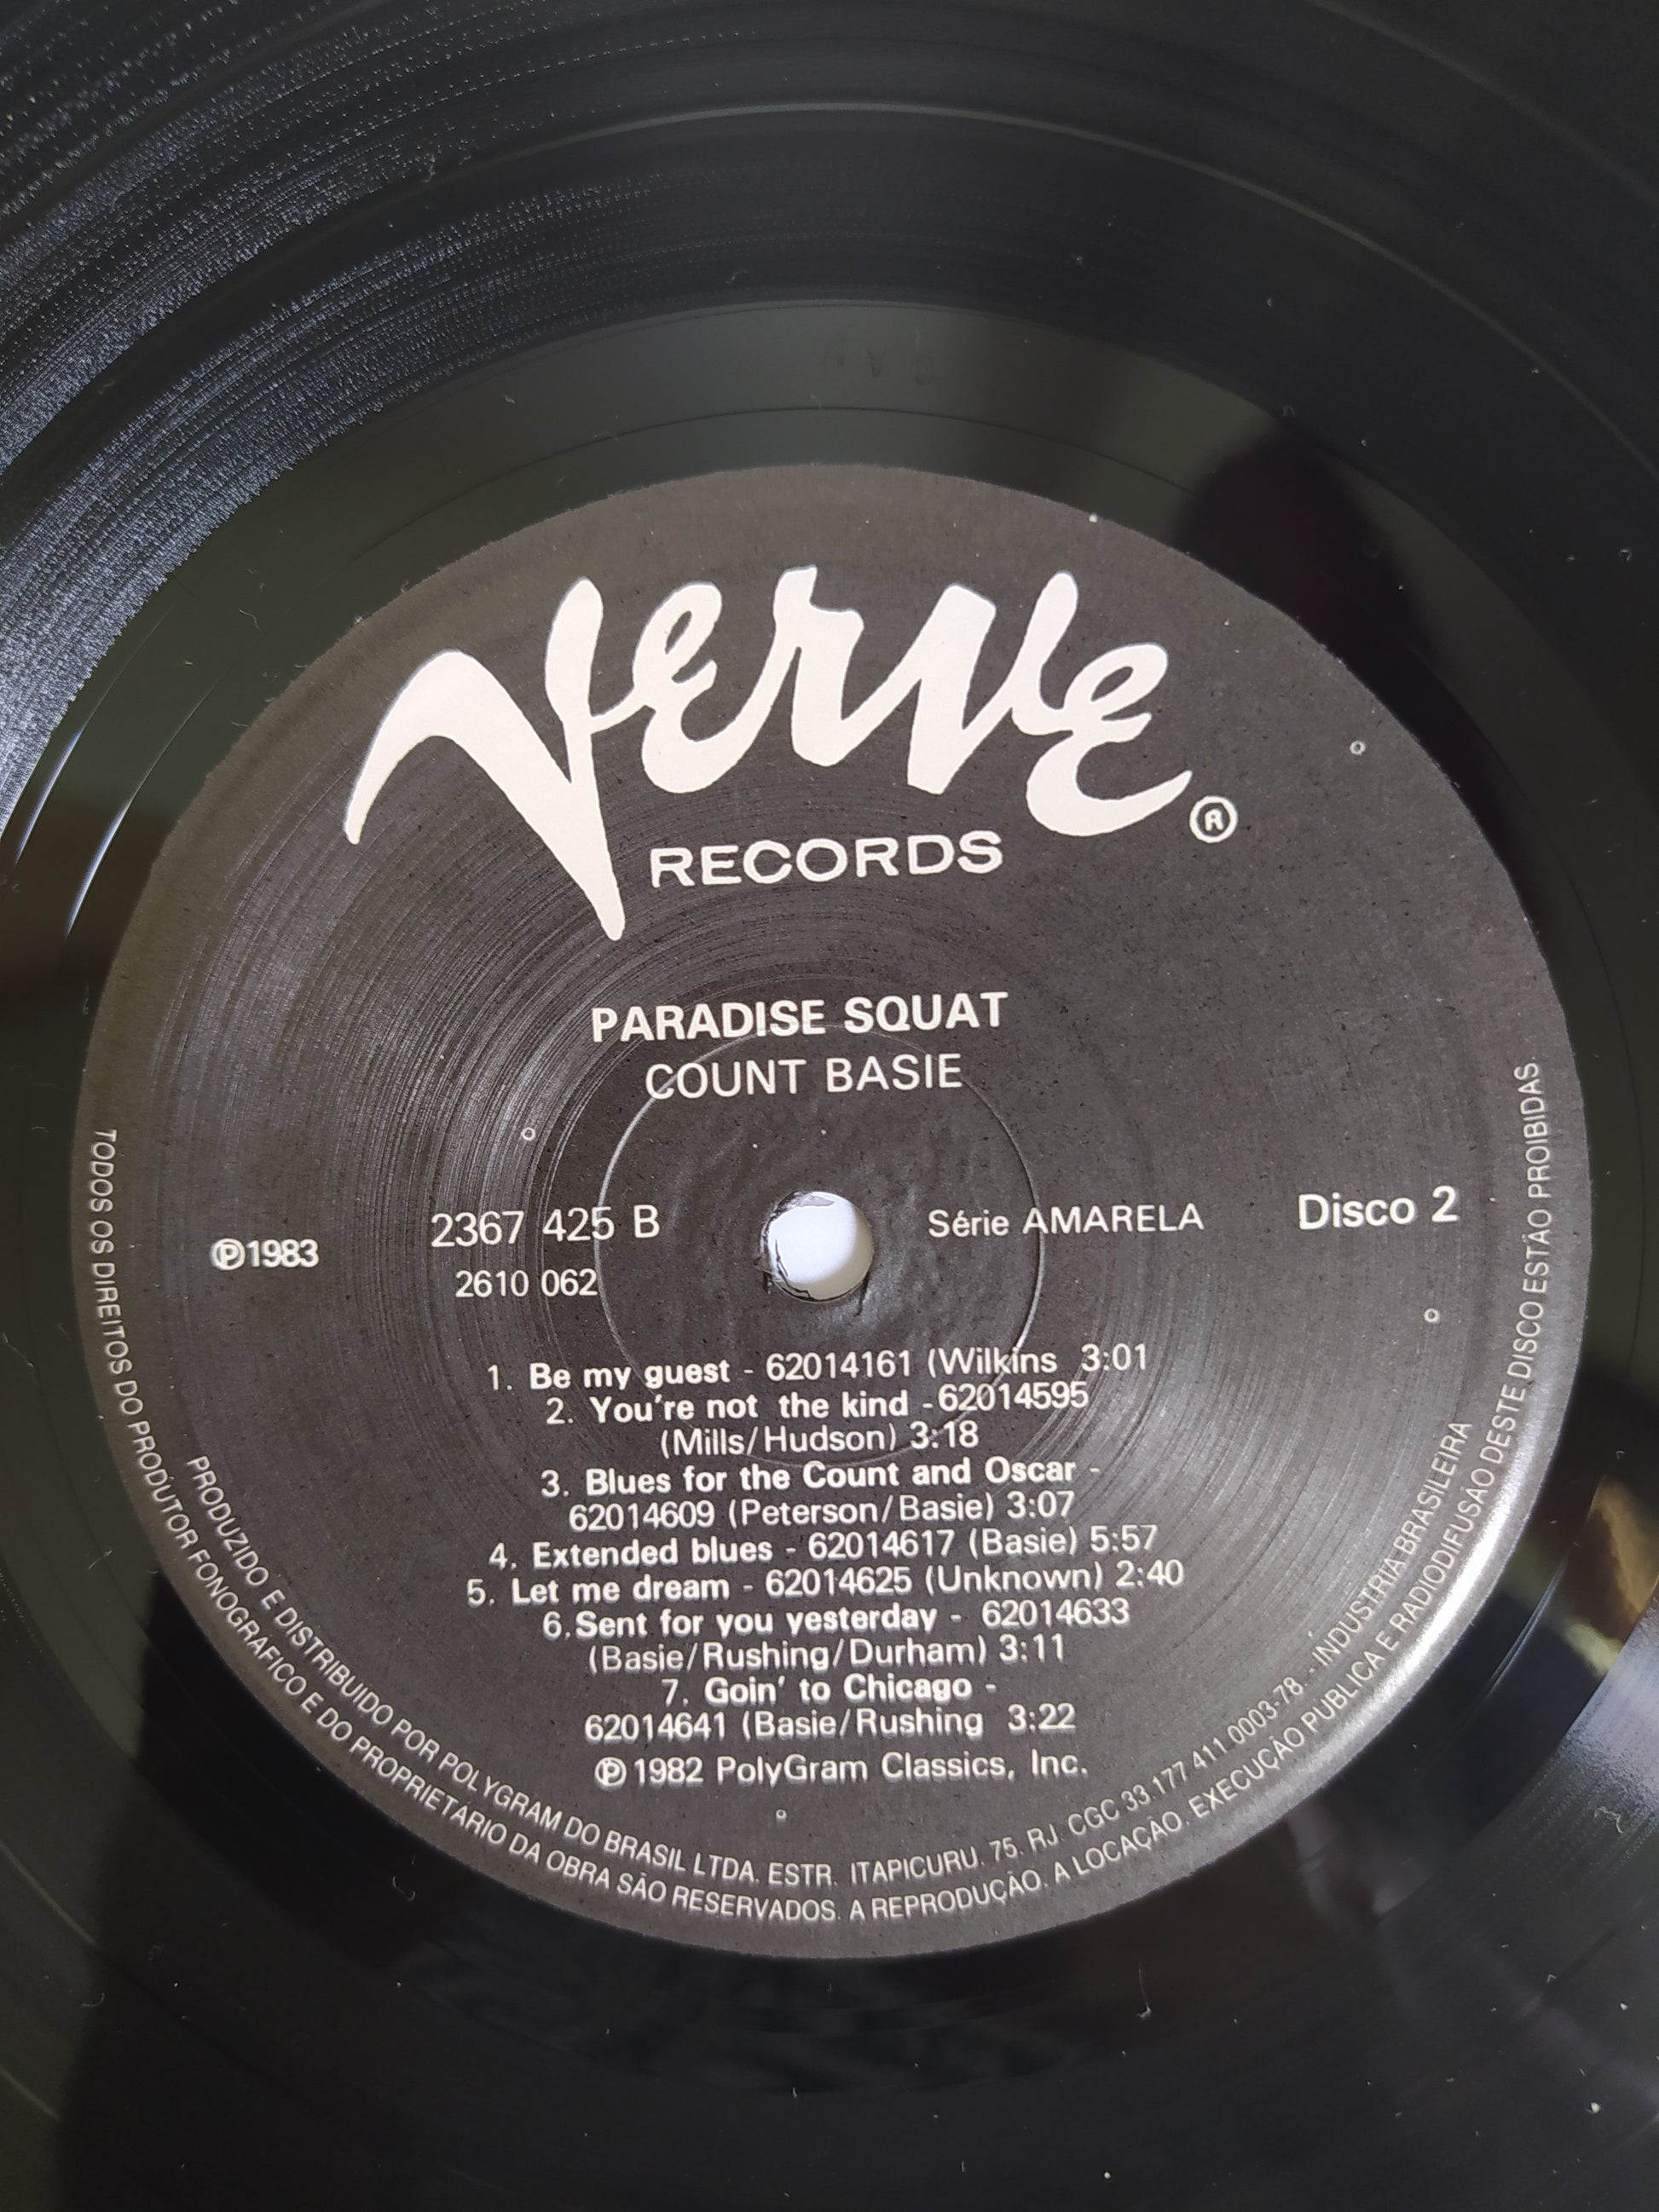 Verve ®
RECORDS
PARADISE SQUAT
COUNT BASIE
℗1983
2367 425 B
2610 062
Série AMARELA
Disco 2
1. Be my guest - 62014161 (Wilkins 3:01
2. You're not the kind -62014595
(Mills/Hudson) 3:18
3. Blues for the Count and Oscar -
62014609 (Peterson/Basie) 3:07
4. Extended blues - 62014617 (Basie) 5:57
5. Let me dream - 62014625 (Unknown) 2:40
6.Sent for you yesterday - 62014633
(Basie/Rushing/Durham) 3:11
7. Goin' to Chicago -
62014641 (Basie/Rushing 3:22
℗1982 PolyGram Classics, Inc.
PRODUZIDO E DISTRIBUIDO POR POLYGRAM DO BRASIL LTDA. ESTR. ITAPICURU, 75. RJ. CGC 33.177 411.0003-78. - INDÚSTRIA BRASILEIRA
TODOS OS DIREITOS DO PRODUTOR FONOGRAFICO E DO PROPRIETÁRIO DA OBRA SÃO RESERVADOS. A REPRODUÇÃO. A LOCAÇÃO. EXECUÇÃO PUBLICA E RADIODIFUSÃO DESTE DISCO ESTÃO PROIBIDAS.